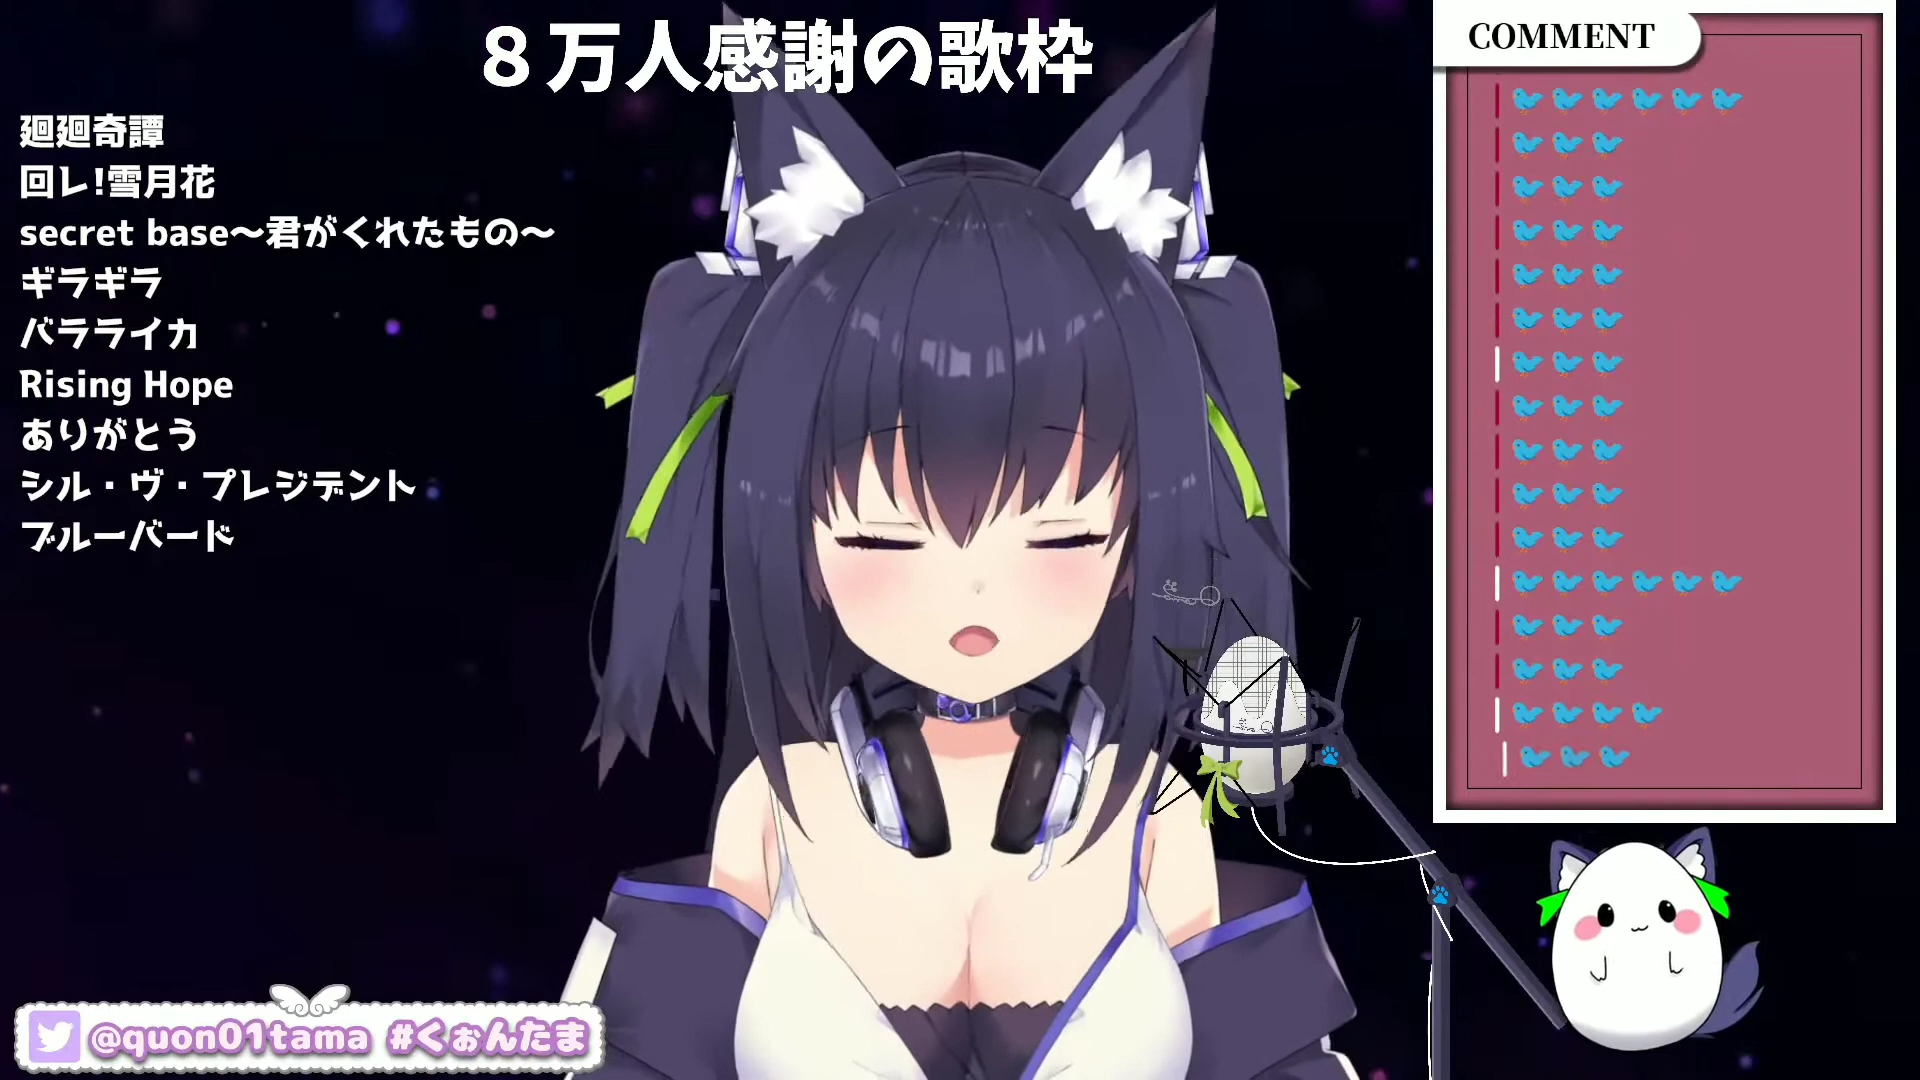 ８万人感謝の歌枠
COMMENT
廻廻奇譚
回レ!雪月花
secret base〜君がくれたもの〜
ギラギラ
バラライカ
Rising Hope
ありがとう
シル・ヴ・プレジデント
ブルーバード
@quon01tama #くぉんたま